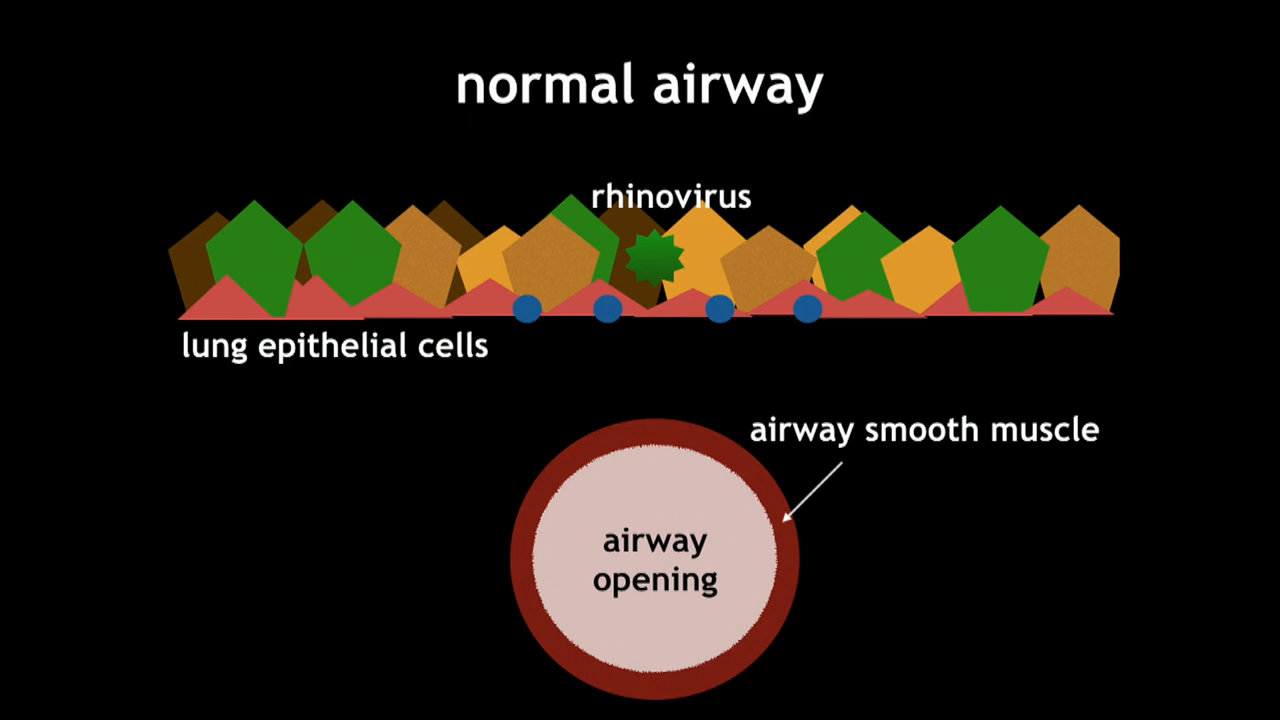 normal airway
rhinovirus
lung epithelial cells
airway smooth muscle
airway
opening